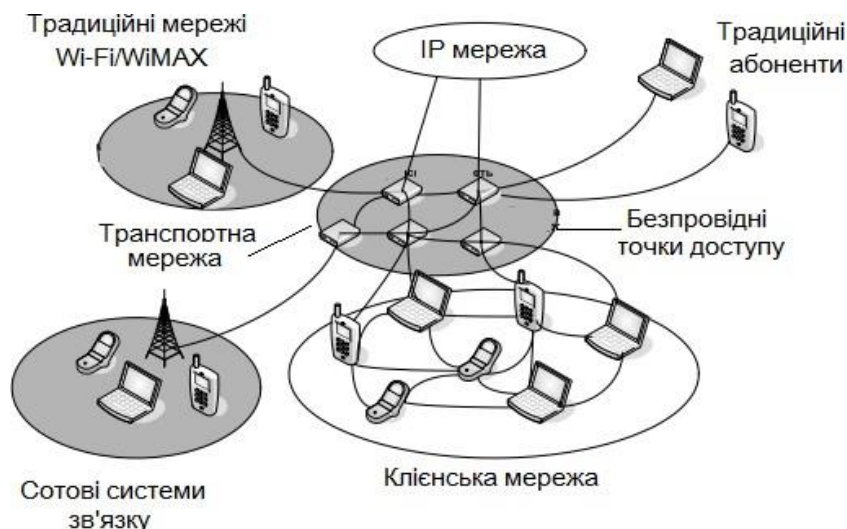 Традиційні мережі
Wi-Fi/WiMAX
IP мережа
Традиційні
абоненти
Транспортна
мережа
Безпровідні
точки доступу
Клієнська мережа
Сотові системи
зв'язку